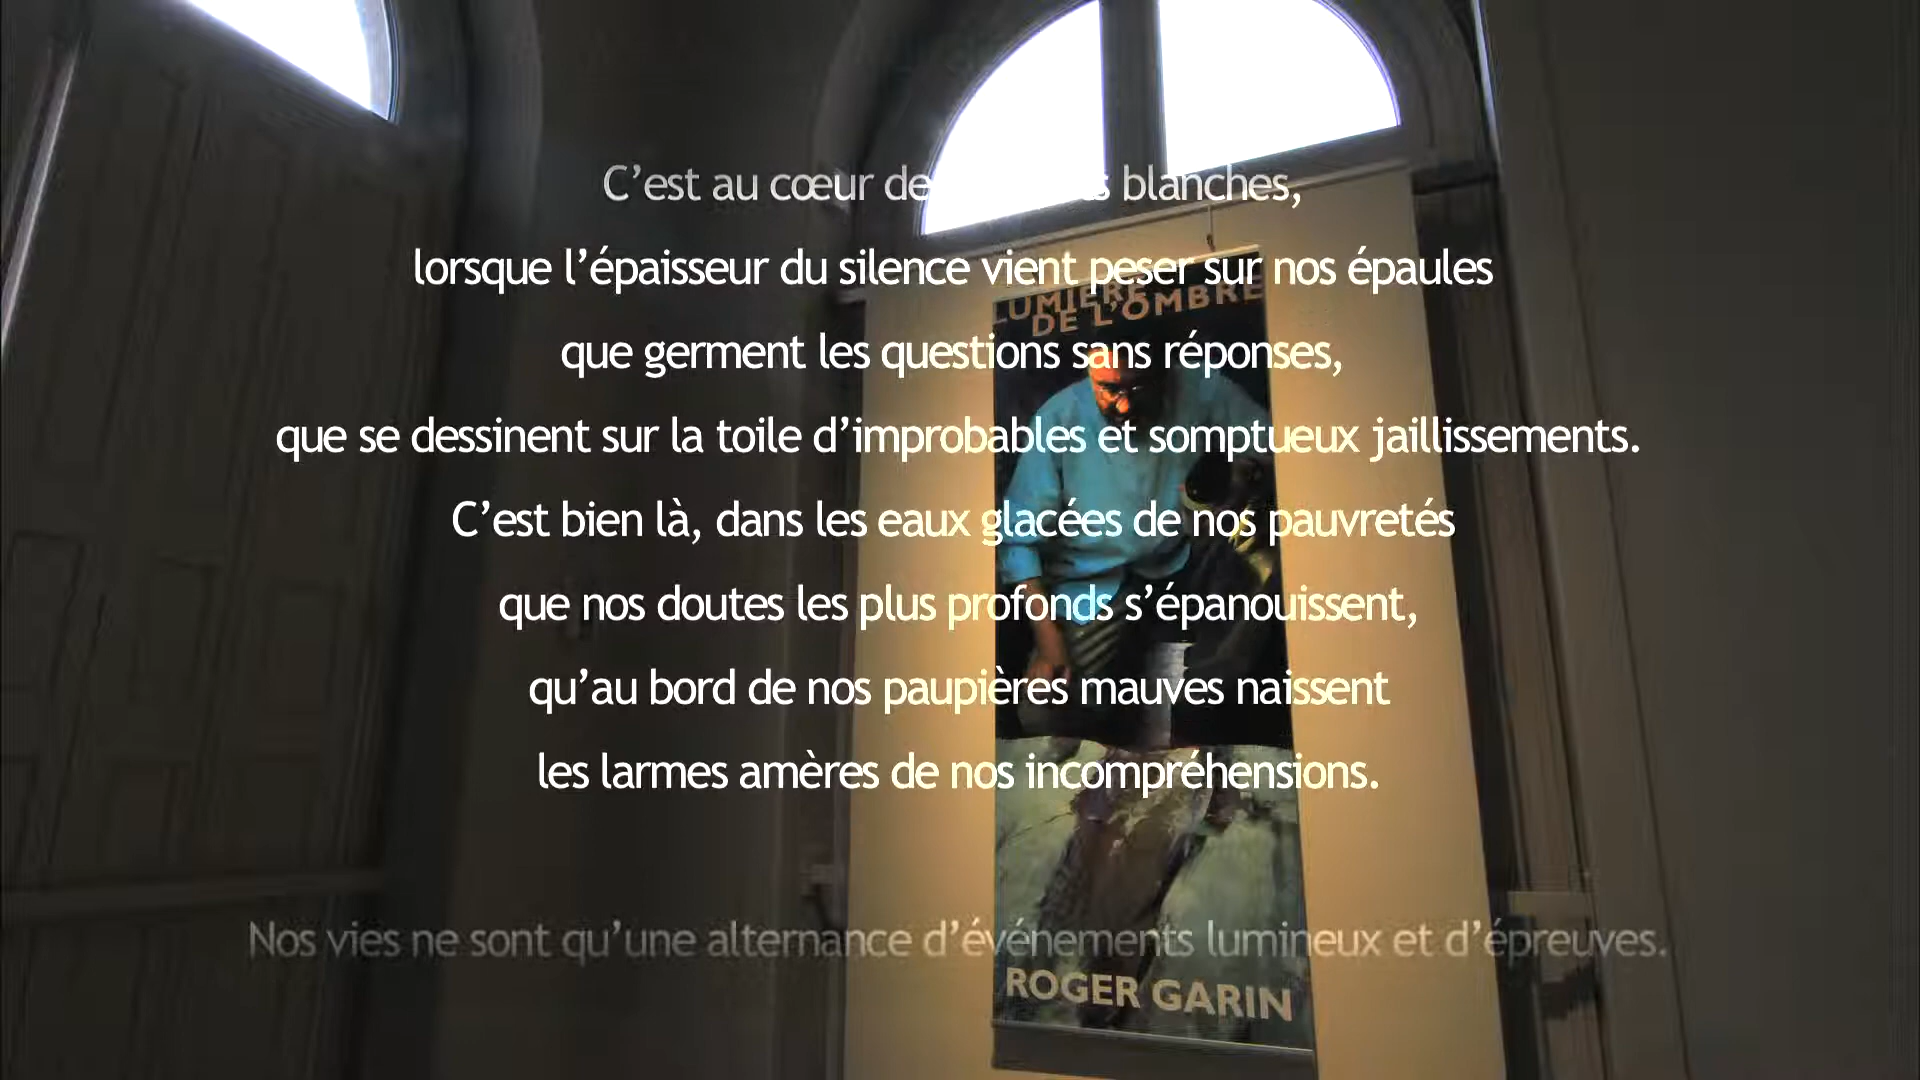 C’est au cœur de blanches,
lorsque l’épaisseur du silence vient peser sur nos épaules
que germent les questions sans réponses,
que se dessinent sur la toile d’improbables et somptueux jaillissements.
C’est bien là, dans les eaux glacées de nos pauvretés
que nos doutes les plus profonds s’épanouissent,
qu’au bord de nos paupières mauves naissent
les larmes amères de nos incompréhensions.
Nos vies ne sont qu’une alternance d’événements lumineux et d’épreuves.
LUMIÈRE
DE L’OMBRE
ROGER GARIN